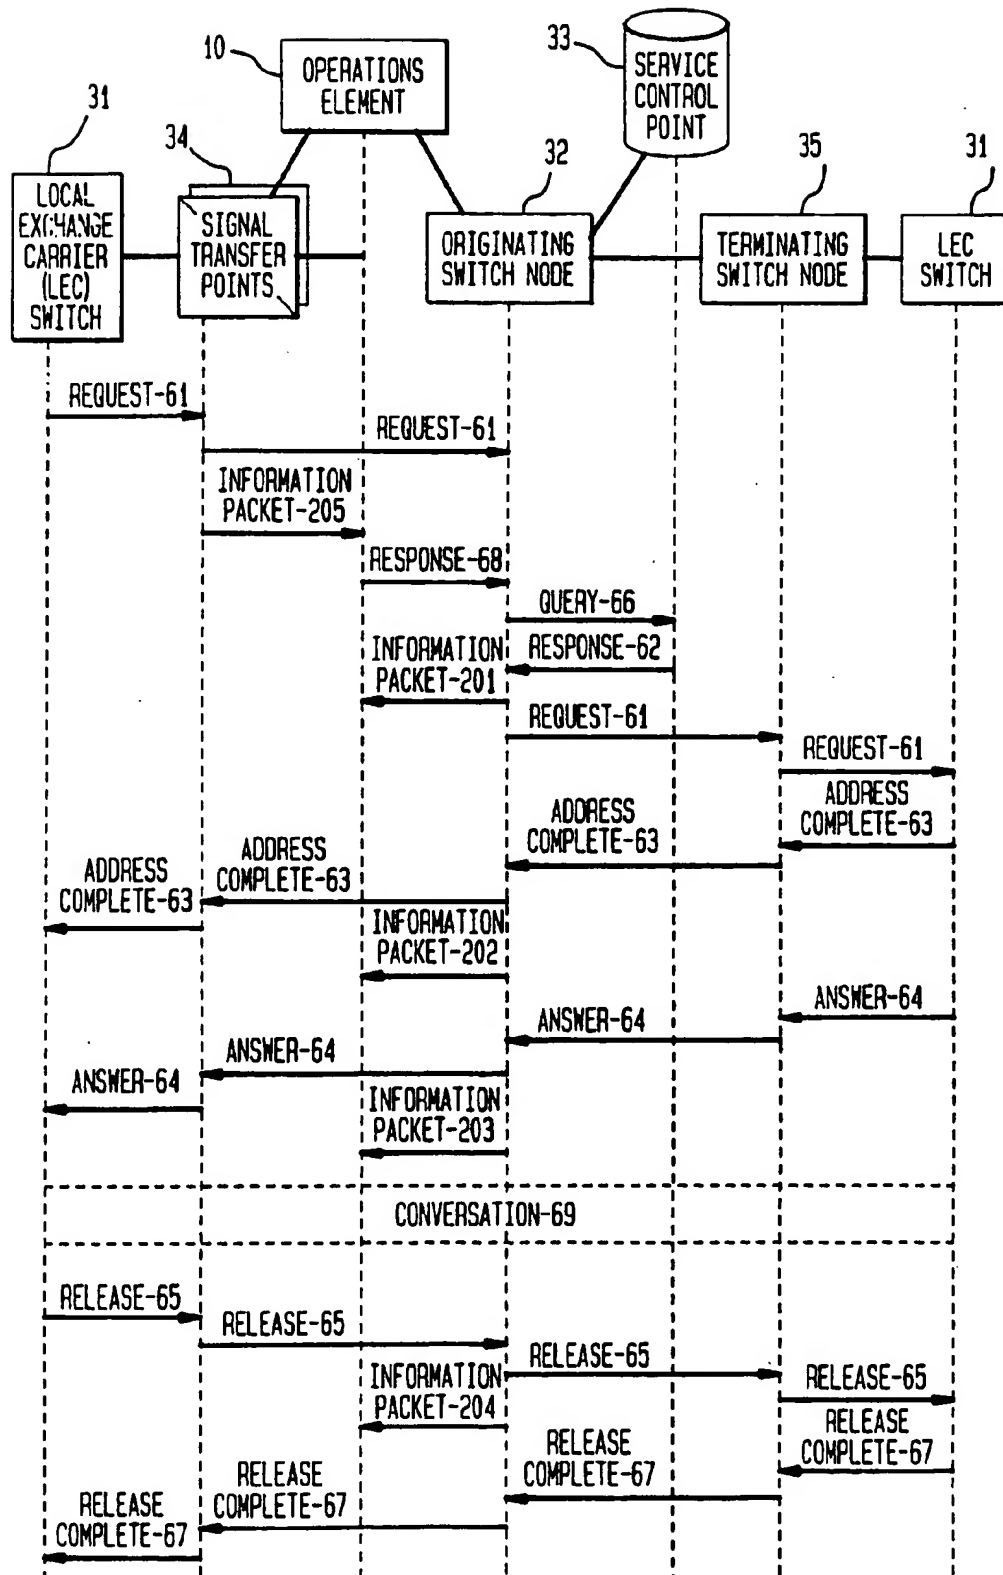 33
10
OPERATIONS
ELEMENT
SERVICE
CONTROL
POINT
31
34
32
35
31
LOCAL
EXCHANGE
CARRIER
(LEC)
SWITCH
SIGNAL
TRANSFER
POINTS
ORIGINATING
SWITCH NODE
TERMINATING
SWITCH NODE
LEC
SWITCH
REQUEST-61
REQUEST-61
INFORMATION
PACKET-205
RESPONSE-68
QUERY-66
RESPONSE-62
INFORMATION
PACKET-201
REQUEST-61
REQUEST-61
ADDRESS
COMPLETE-63
ADDRESS
COMPLETE-63
ADDRESS
COMPLETE-63
ADDRESS
COMPLETE-63
INFORMATION
PACKET-202
ANSWER-64
ANSWER-64
ANSWER-64
ANSWER-64
INFORMATION
PACKET-203
CONVERSATION-69
RELEASE-65
RELEASE-65
RELEASE-65
INFORMATION
PACKET-204
RELEASE-65
RELEASE
COMPLETE-67
RELEASE
COMPLETE-67
RELEASE
COMPLETE-67
RELEASE
COMPLETE-67